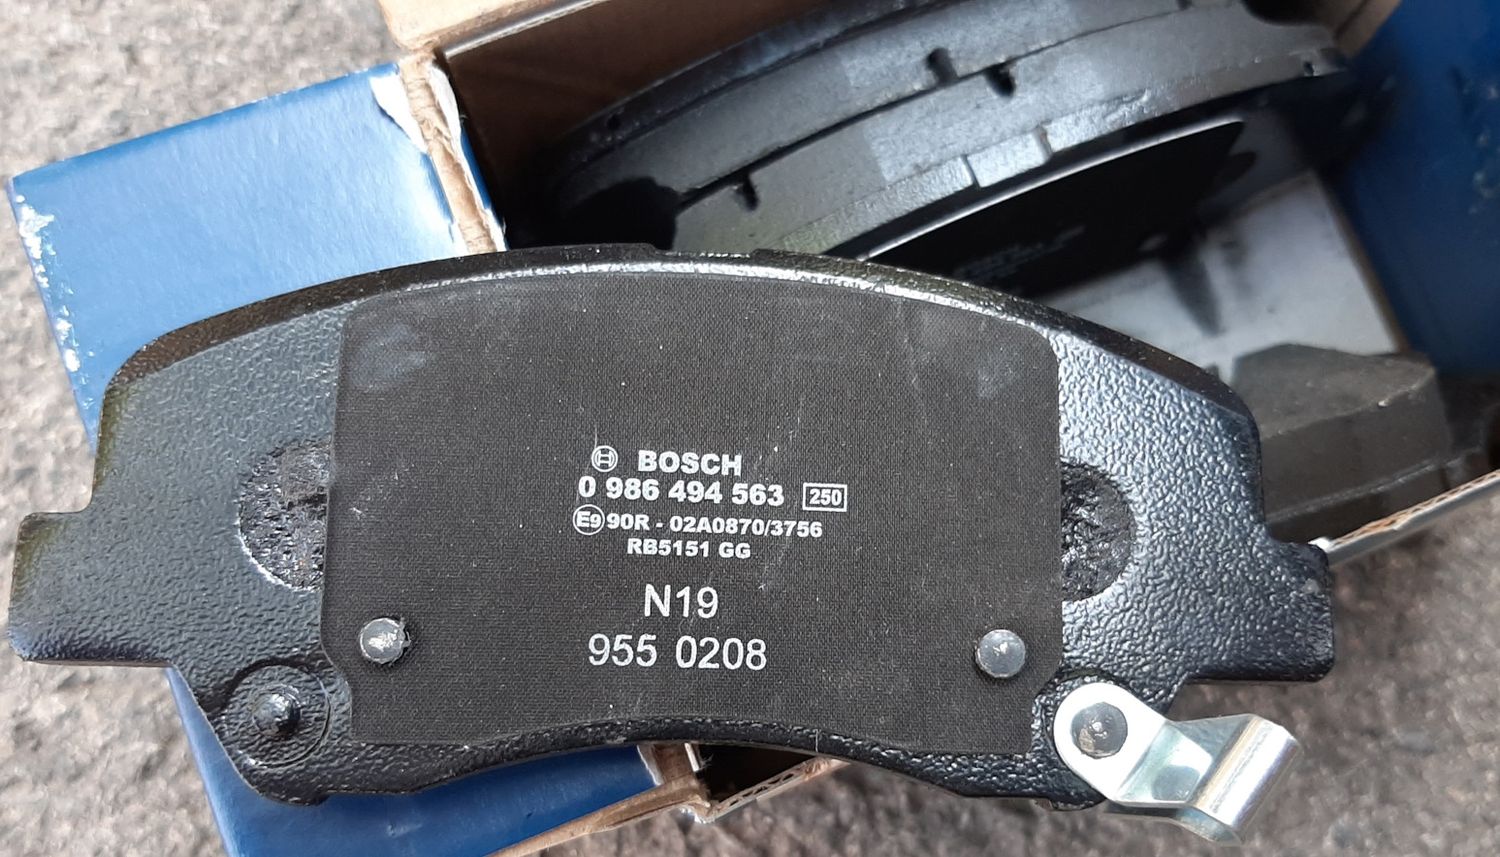 BOSCH
0 986 494 563 250
E9 90R - 02A0870/3756
RB5151 GG
N19
955 0208